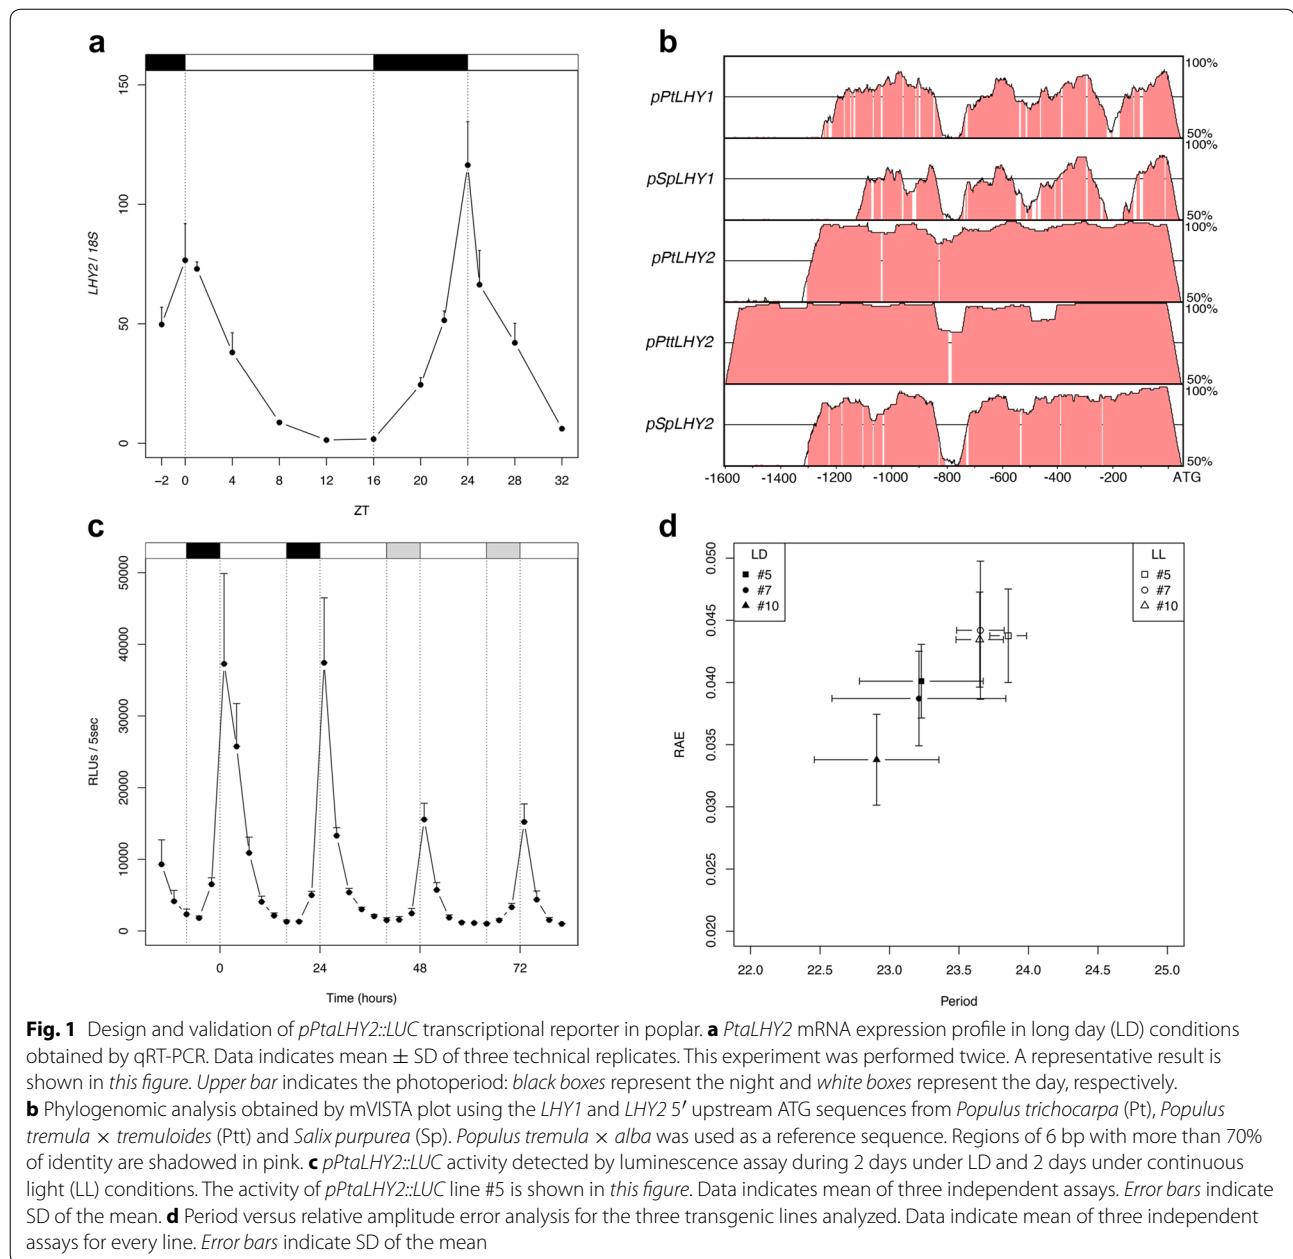 a
150
100
50
0
LHY2 / 18S
−2 0 4 8 12 16 20 24 28 32
ZT
b
pPtLHY1
100%
50%
pSpLHY1
100%
50%
pPtLHY2
100%
50%
pPttLHY2
50%
pSpLHY2
100%
50%
-1600 -1400 -1200 -1000 -800 -600 -400 -200 ATG
c
50000
40000
30000
20000
10000
0
RLUs / 5sec
0 24 48 72
Time (hours)
d
LD
#5
#7
#10
LL
#5
#7
#10
0.050
0.045
0.040
0.035
0.030
0.025
0.020
RAE
22.0 22.5 23.0 23.5 24.0 24.5 25.0
Period
Fig. 1 Design and validation of pPtaLHY2::LUC transcriptional reporter in poplar. a PtaLHY2 mRNA expression profile in long day (LD) conditions
obtained by qRT-PCR. Data indicates mean ± SD of three technical replicates. This experiment was performed twice. A representative result is
shown in this figure. Upper bar indicates the photoperiod: black boxes represent the night and white boxes represent the day, respectively.
b Phylogenomic analysis obtained by mVISTA plot using the LHY1 and LHY2 5′ upstream ATG sequences from Populus trichocarpa (Pt), Populus
tremula × tremuloides (Ptt) and Salix purpurea (Sp). Populus tremula × alba was used as a reference sequence. Regions of 6 bp with more than 70%
of identity are shadowed in pink. c pPtaLHY2::LUC activity detected by luminescence assay during 2 days under LD and 2 days under continuous
light (LL) conditions. The activity of pPtaLHY2::LUC line #5 is shown in this figure. Data indicates mean of three independent assays. Error bars indicate
SD of the mean. d Period versus relative amplitude error analysis for the three transgenic lines analyzed. Data indicate mean of three independent
assays for every line. Error bars indicate SD of the mean